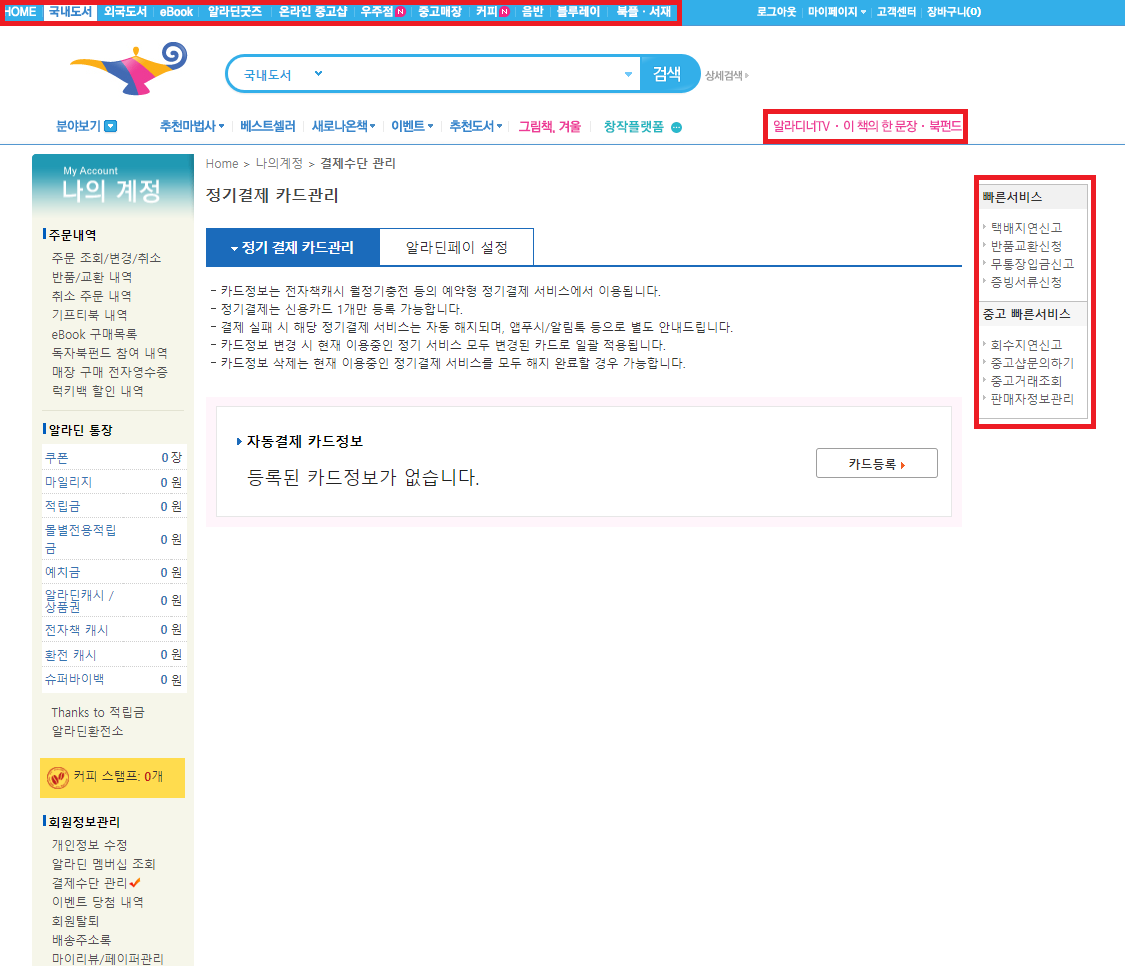 HOME 국내도서 외국도서 eBook 알라딘굿즈 온라인 중고샵 우주점 N 중고매장 커피 N 음반 블루레이 북플 · 서재 로그아웃 마이페이지 고객센터 장바구니(0)
국내도서 검색 상세검색
분야보기 추천마법사 베스트셀러 새로나온책 이벤트 추천도서 그림책, 겨울 창작플랫폼 알라디너TV · 이 책의 한 문장 · 북펀드
My Account
나의 계정
주문내역
주문 조회/변경/취소
반품/교환 내역
취소 주문 내역
기프티북 내역
eBook 구매목록
독자북펀드 참여 내역
매장 구매 전자영수증
럭키백 할인 내역
알라딘 통장
쿠폰 0 장
마일리지 0 원
적립금 0 원
몰별전용적립
금 0 원
예치금 0 원
알라딘캐시 /
상품권 0 원
전자책 캐시 0 원
환전 캐시 0 원
슈퍼바이백 0 원
Thanks to 적립금
알라딘환전소
커피 스탬프: 0개
회원정보관리
개인정보 수정
알라딘 멤버십 조회
결제수단 관리
이벤트 당첨 내역
회원탈퇴
배송주소록
마이리뷰/페이퍼관리
Home > 나의계정 > 결제수단 관리
정기결제 카드관리
정기 결제 카드관리 알라딘페이 설정
- 카드정보는 전자책캐시 월정기충전 등의 예약형 정기결제 서비스에서 이용됩니다.
- 정기결제는 신용카드 1개만 등록 가능합니다.
- 결제 실패 시 해당 정기결제 서비스는 자동 해지되며, 앱푸시/알림톡 등으로 별도 안내드립니다.
- 카드정보 변경 시 현재 이용중인 정기 서비스 모두 변경된 카드로 일괄 적용됩니다.
- 카드정보 삭제는 현재 이용중인 정기결제 서비스를 모두 해지 완료할 경우 가능합니다.
자동결제 카드정보
등록된 카드정보가 없습니다.
카드등록
빠른서비스
택배지연신고
반품교환신청
무통장입금신고
증빙서류신청
중고 빠른서비스
회수지연신고
중고샵문의하기
중고거래조회
판매자정보관리